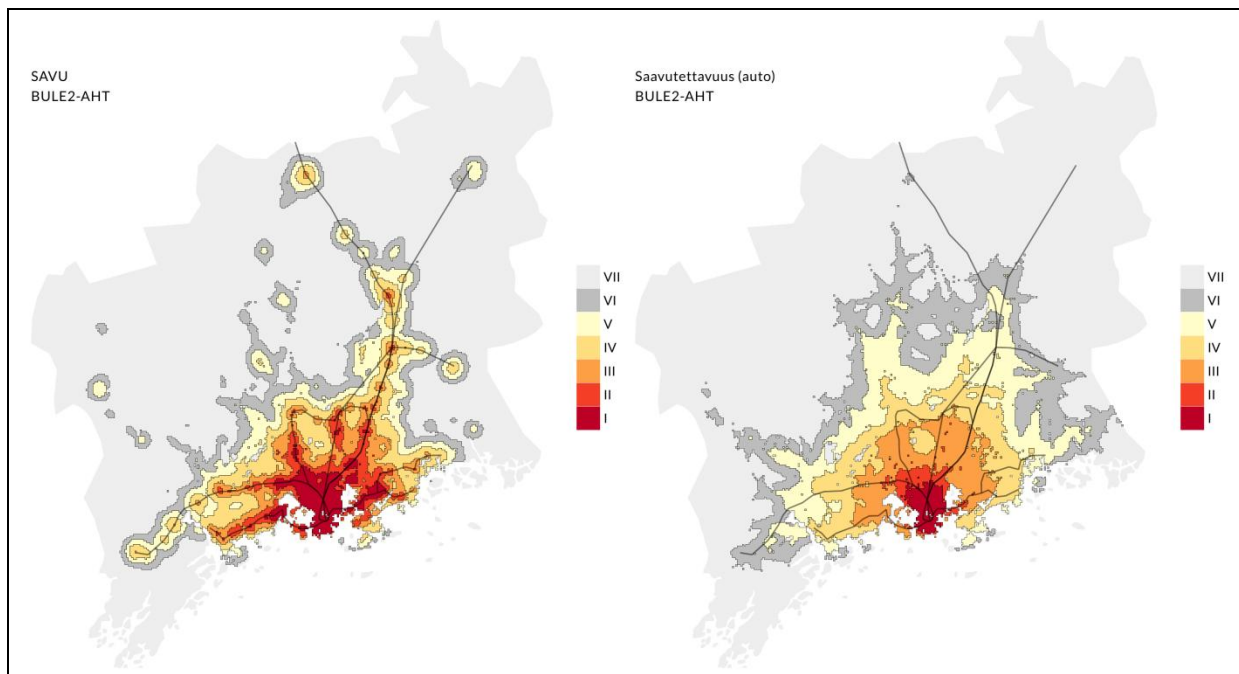 SAVU
BULE2-AHT
VII
VI
V
IV
III
II
I
Saavutettavuus (auto)
BULE2-AHT
VII
VI
V
IV
III
II
I